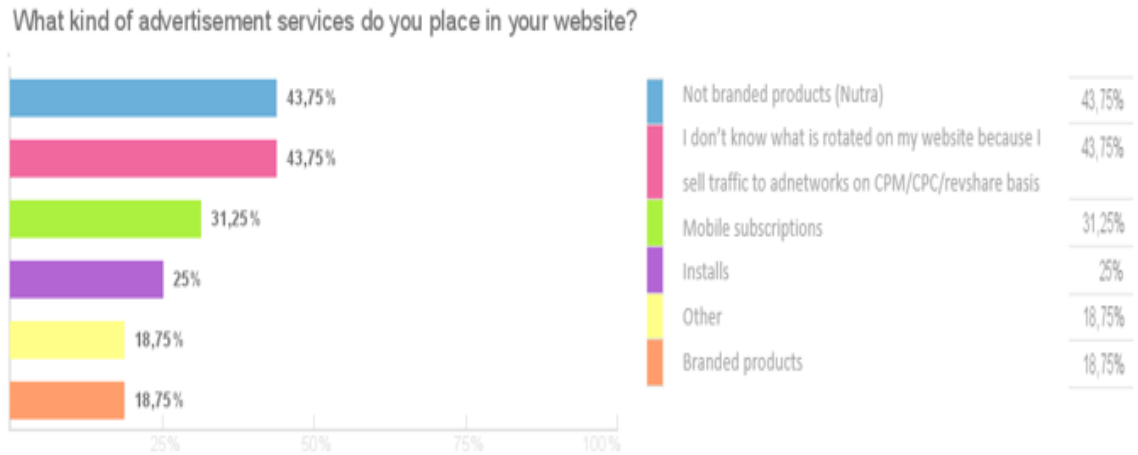 What kind of advertisement services do you place in your website?
43,75%
43,75%
31,25%
25%
18,75%
18,75%
25%
50%
75%
100%
Not branded products (Nutra) 43,75%
I don't know what is rotated on my website because I
sell traffic to adnetworks on CPM/CPC/revshare basis 43,75%
Mobile subscriptions 31,25%
Installs 25%
Other 18,75%
Branded products 18,75%